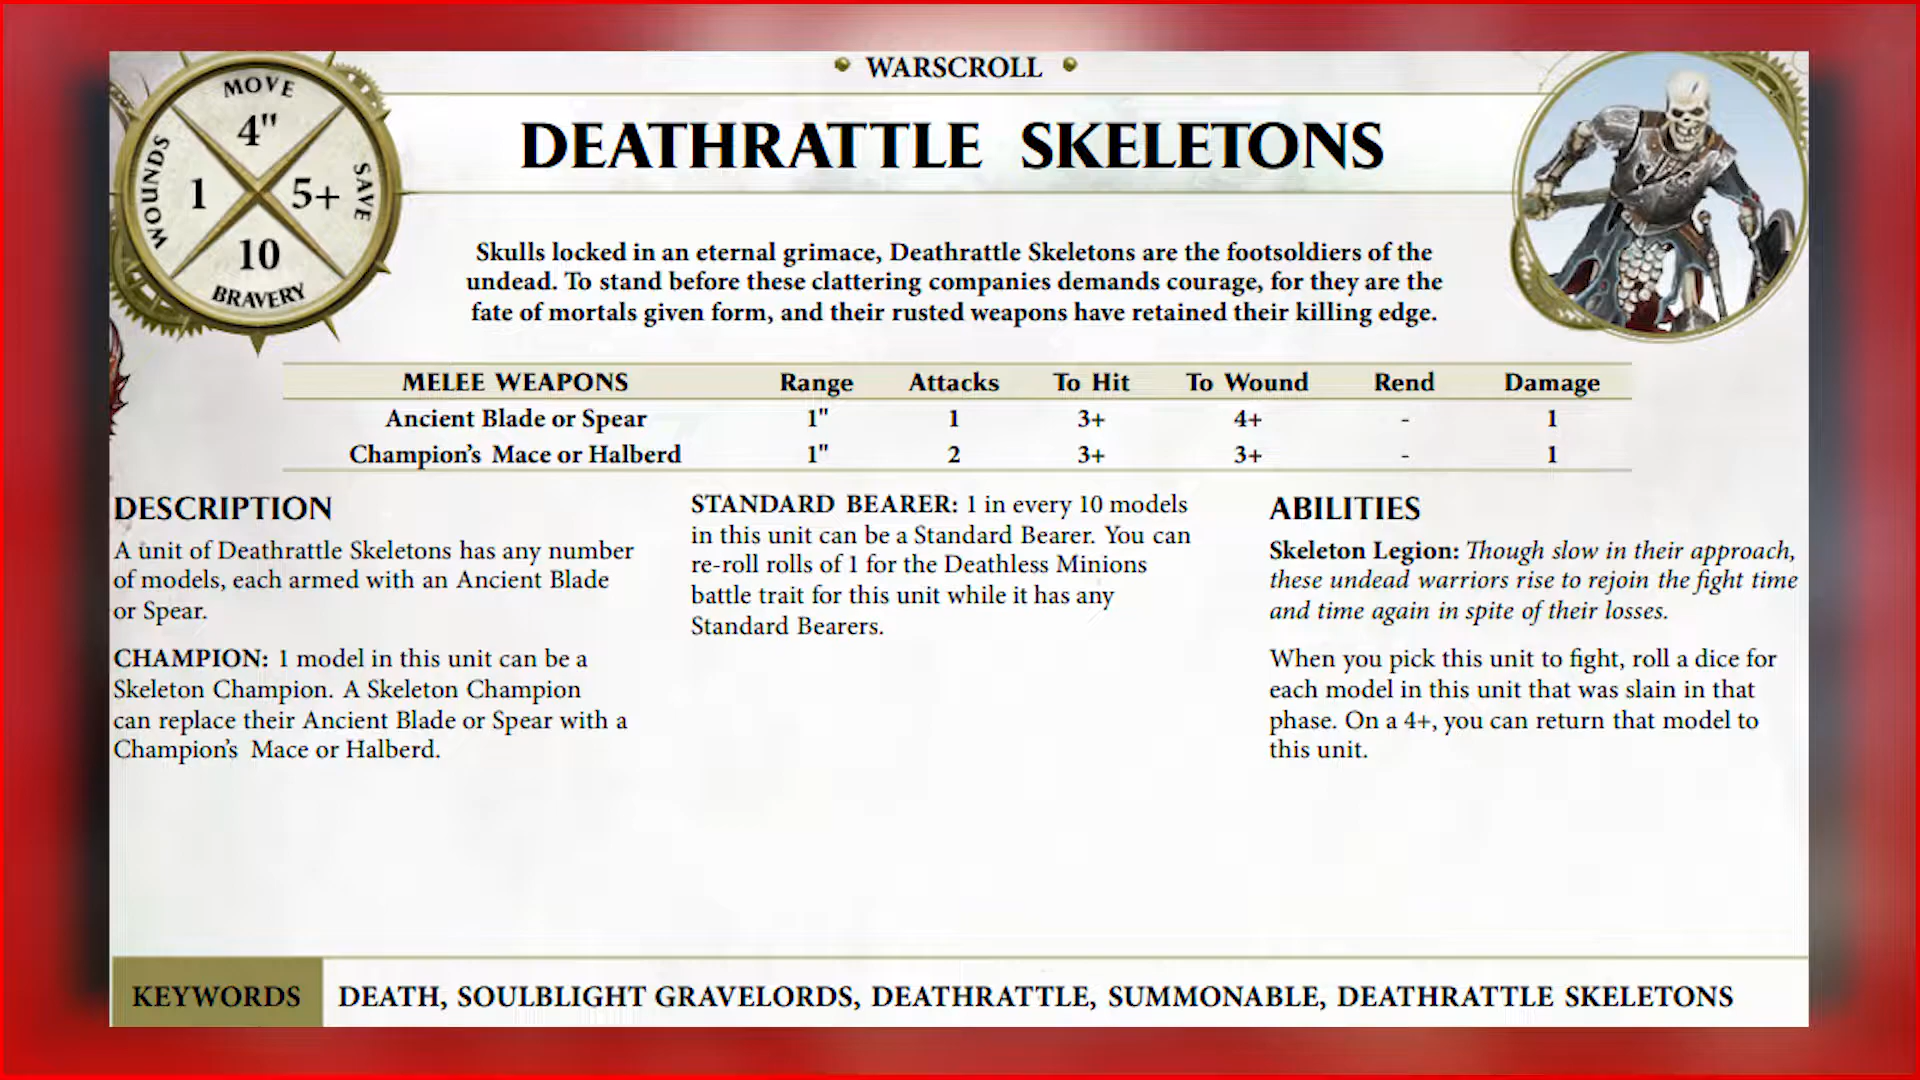 WARSCROLL
DEATHRATTLE SKELETONS
MOVE
4"
WOUNDS
1
5+
SAVE
10
BRAVERY
Skulls locked in an eternal grimace, Deathrattle Skeletons are the footsoldiers of the
undead. To stand before these clattering companies demands courage, for they are the
fate of mortals given form, and their rusted weapons have retained their killing edge.
MELEE WEAPONS Range Attacks To Hit To Wound Rend Damage
Ancient Blade or Spear 1" 1 3+ 4+ - 1
Champion's Mace or Halberd 1" 2 3+ 3+ - 1
DESCRIPTION
A unit of Deathrattle Skeletons has any number
of models, each armed with an Ancient Blade
or Spear.
CHAMPION: 1 model in this unit can be a
Skeleton Champion. A Skeleton Champion
can replace their Ancient Blade or Spear with a
Champion's Mace or Halberd.
STANDARD BEARER: 1 in every 10 models
in this unit can be a Standard Bearer. You can
re-roll rolls of 1 for the Deathless Minions
battle trait for this unit while it has any
Standard Bearers.
ABILITIES
Skeleton Legion: Though slow in their approach,
these undead warriors rise to rejoin the fight time
and time again in spite of their losses.
When you pick this unit to fight, roll a dice for
each model in this unit that was slain in that
phase. On a 4+, you can return that model to
this unit.
KEYWORDS DEATH, SOULBLIGHT GRAVELORDS, DEATHRATTLE, SUMMONABLE, DEATHRATTLE SKELETONS